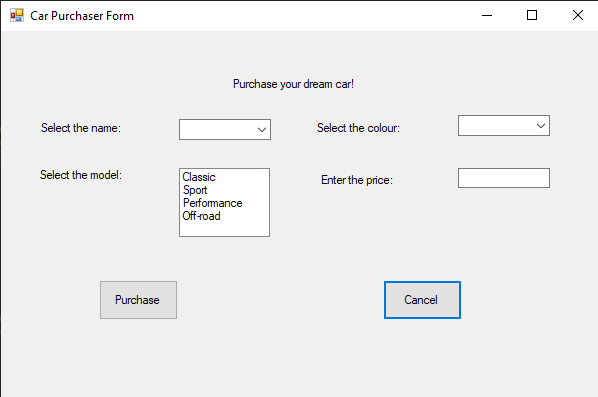 Car Purchaser Form
Purchase your dream car!
Select the name:
Select the colour:
Select the model:
Classic
Sport
Performance
Off-road
Enter the price:
Purchase
Cancel